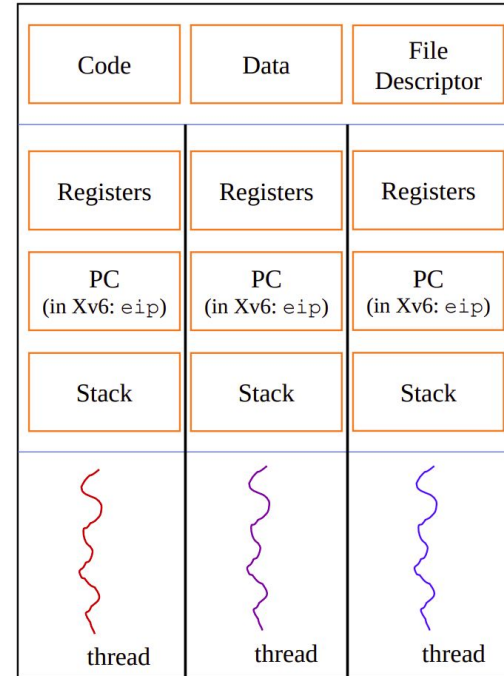 Code
Data
File
Descriptor
Registers
Registers
Registers
PC
(in Xv6: eip)
PC
(in Xv6: eip)
PC
(in Xv6: eip)
Stack
Stack
Stack
thread
thread
thread